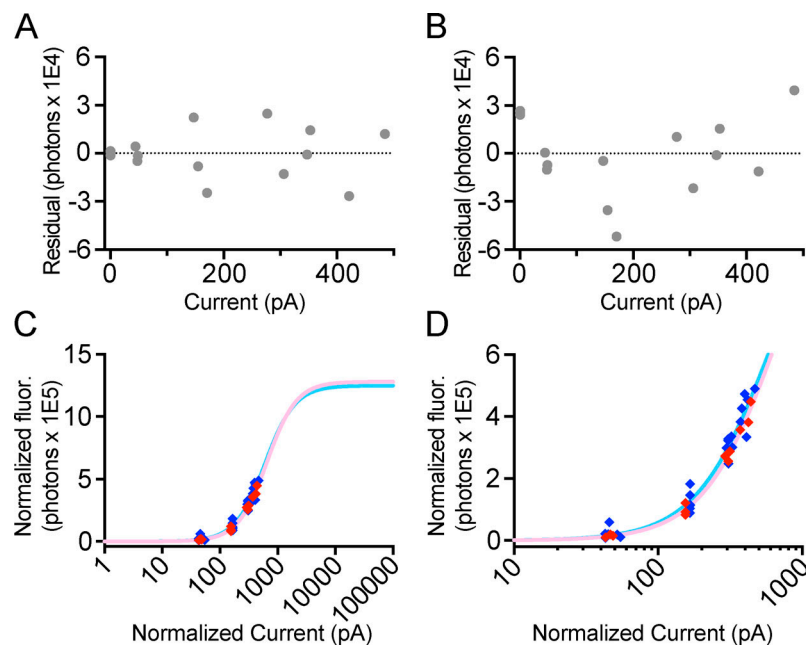 A
Residual (photons x 1E4)
6
3
0
-3
-6
0
200
400
Current (pA)
B
Residual (photons x 1E4)
6
3
0
-3
-6
0
200
400
Current (pA)
C
Normalized fluor.
(photons x 1E5)
15
10
5
0
1
10
100
1000
10000
100000
Normalized Current (pA)
D
Normalized fluor.
(photons x 1E5)
6
4
2
0
10
100
1000
Normalized Current (pA)